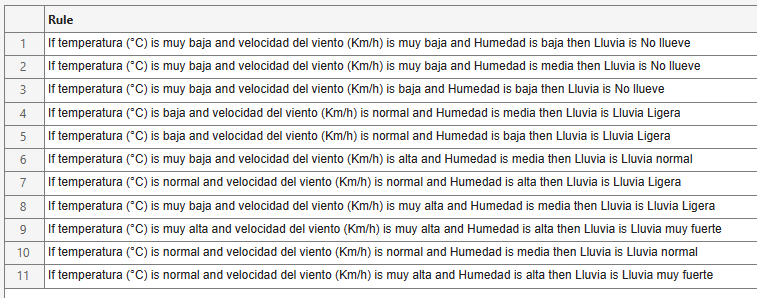 Rule
1 If temperatura (°C) is muy baja and velocidad del viento (Km/h) is muy baja and Humedad is baja then Lluvia is No llueve
2 If temperatura (°C) is muy baja and velocidad del viento (Km/h) is muy baja and Humedad is media then Lluvia is No llueve
3 If temperatura (°C) is muy baja and velocidad del viento (Km/h) is baja and Humedad is baja then Lluvia is No llueve
4 If temperatura (°C) is baja and velocidad del viento (Km/h) is normal and Humedad is media then Lluvia is Lluvia Ligera
5 If temperatura (°C) is baja and velocidad del viento (Km/h) is normal and Humedad is baja then Lluvia is Lluvia Ligera
6 If temperatura (°C) is muy baja and velocidad del viento (Km/h) is alta and Humedad is media then Lluvia is Lluvia normal
7 If temperatura (°C) is normal and velocidad del viento (Km/h) is normal and Humedad is alta then Lluvia is Lluvia Ligera
8 If temperatura (°C) is muy baja and velocidad del viento (Km/h) is muy alta and Humedad is media then Lluvia is Lluvia Ligera
9 If temperatura (°C) is muy alta and velocidad del viento (Km/h) is muy alta and Humedad is alta then Lluvia is Lluvia muy fuerte
10 If temperatura (°C) is normal and velocidad del viento (Km/h) is normal and Humedad is media then Lluvia is Lluvia normal
11 If temperatura (°C) is normal and velocidad del viento (Km/h) is muy alta and Humedad is alta then Lluvia is Lluvia muy fuerte